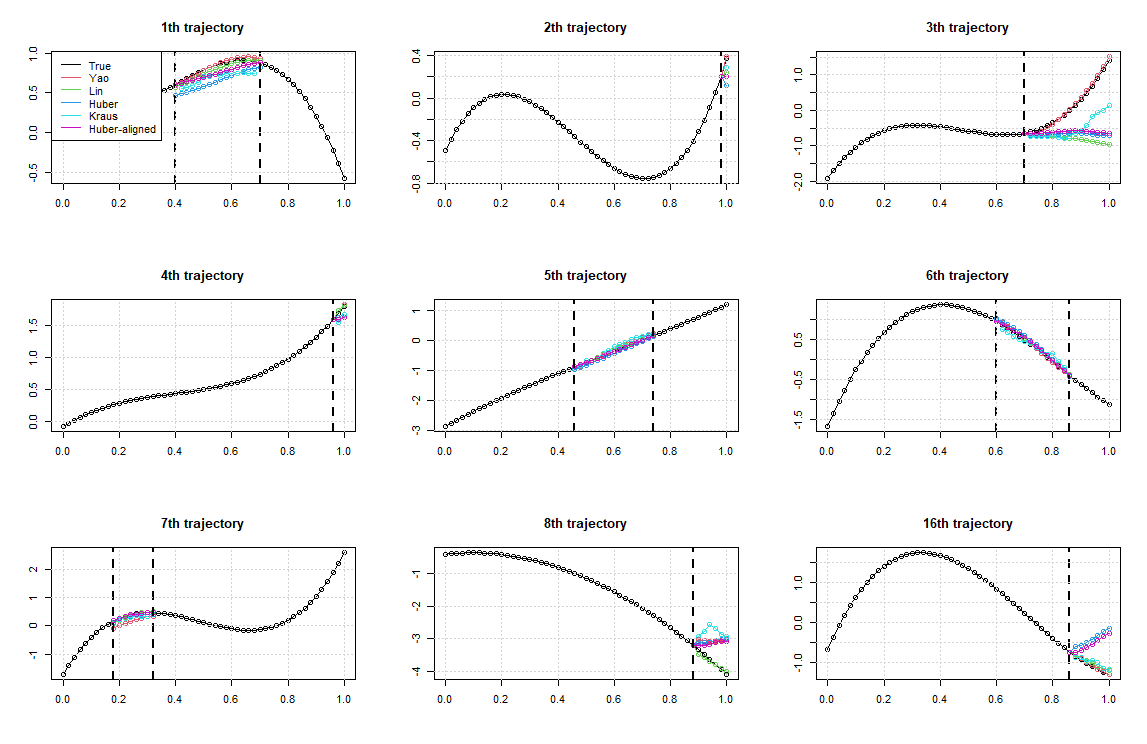 1th trajectory
1.0
0.5
0.0
-0.5
True
Yao
Lin
Huber
Kraus
Huber-aligned
0.0 0.2 0.4 0.6 0.8 1.0
2th trajectory
0.4
0.0
-0.4
-0.8
0.0 0.2 0.4 0.6 0.8 1.0
3th trajectory
1.0
0.0
-1.0
-2.0
0.0 0.2 0.4 0.6 0.8 1.0
4th trajectory
1.5
1.0
0.5
0.0
0.0 0.2 0.4 0.6 0.8 1.0
5th trajectory
1
0
-1
-2
-3
0.0 0.2 0.4 0.6 0.8 1.0
6th trajectory
0.5
-0.5
-1.5
0.0 0.2 0.4 0.6 0.8 1.0
7th trajectory
2
1
0
-1
0.0 0.2 0.4 0.6 0.8 1.0
8th trajectory
-1
-2
-3
-4
0.0 0.2 0.4 0.6 0.8 1.0
16th trajectory
1.0
0.0
-1.0
0.0 0.2 0.4 0.6 0.8 1.0